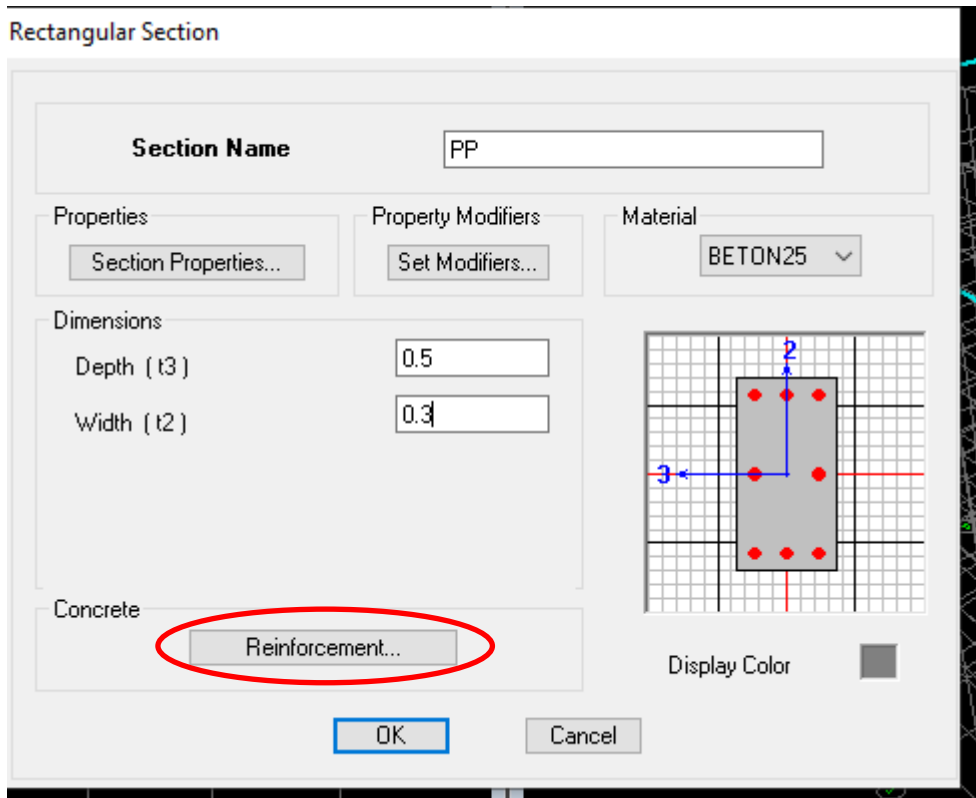 Rectangular Section
Section Name PP
Properties Property Modifiers Material
Section Properties... Set Modifiers... BETON25
Dimensions
Depth ( t3 ) 0.5
Width ( t2 ) 0.3
2
3
Concrete
Reinforcement...
Display Color
OK Cancel